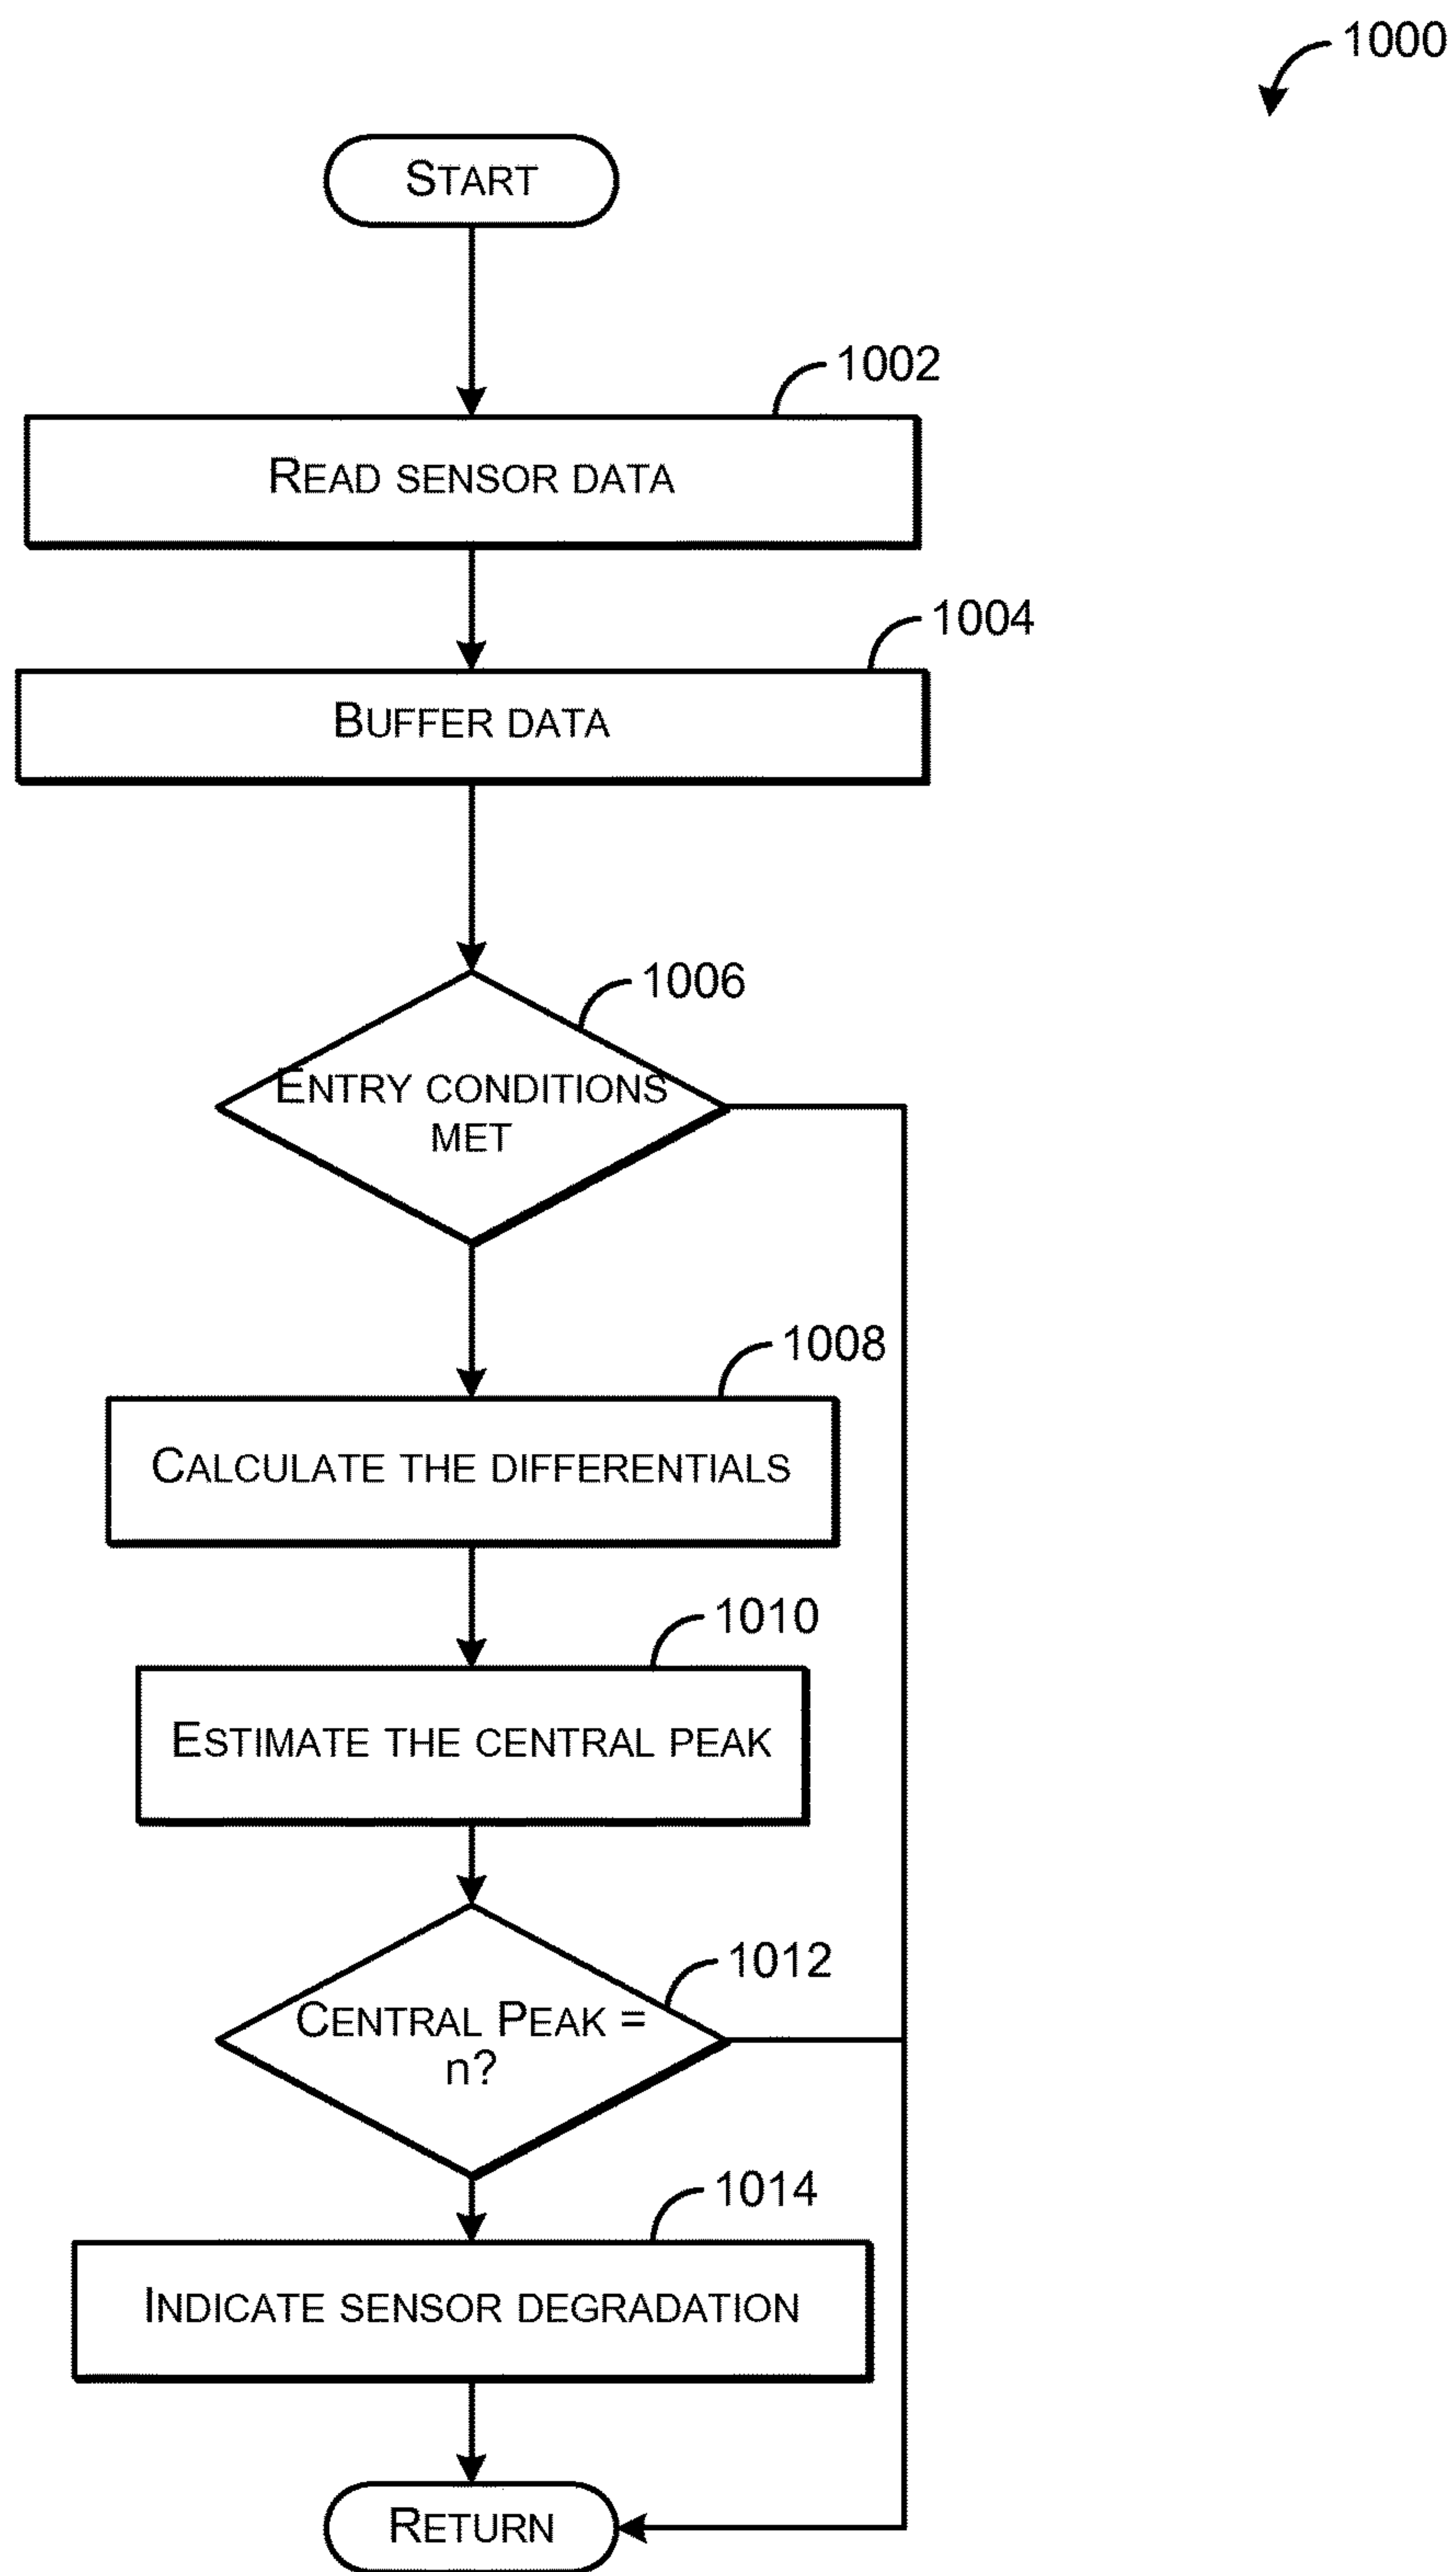 1000
START
1002
READ SENSOR DATA
1004
BUFFER DATA
1006
ENTRY CONDITIONS
MET
1008
CALCULATE THE DIFFERENTIALS
1010
ESTIMATE THE CENTRAL PEAK
1012
CENTRAL PEAK =
n?
1014
INDICATE SENSOR DEGRADATION
RETURN